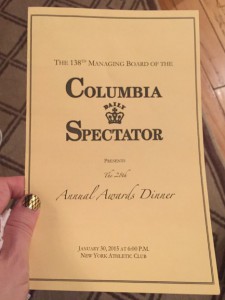 THE 138TH MANAGING BOARD OF THE
COLUMBIA
DAILY
SPECTATOR
PRESENTS
The 28th
Annual Awards Dinner
JANUARY 30, 2015 AT 6:00 P.M.
NEW YORK ATHLETIC CLUB